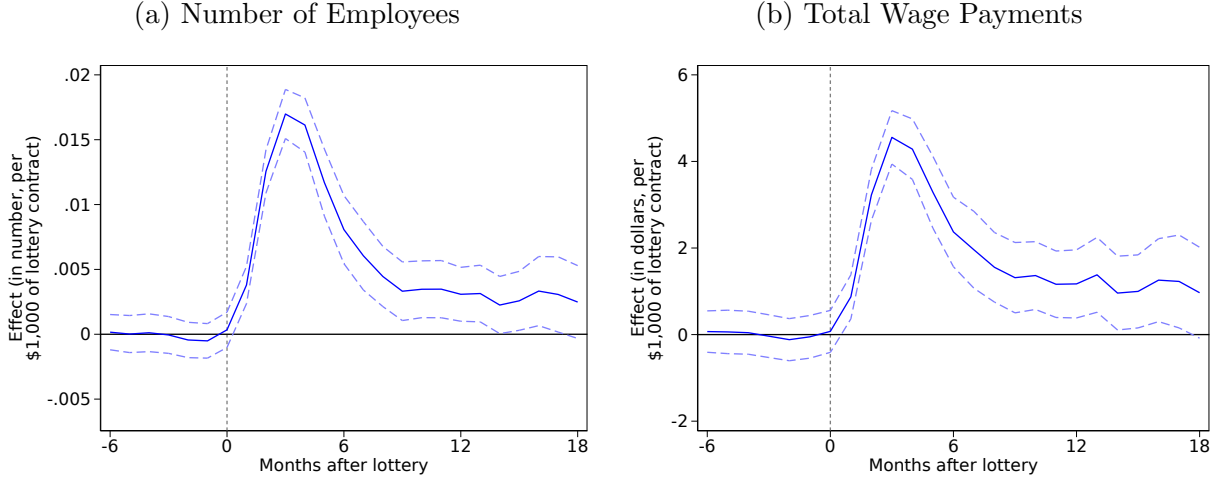 (a) Number of Employees
Effect (in number, per
$1,000 of lottery contract)
.02
.015
.01
.005
0
-.005
-6
0
6
12
18
Months after lottery
(b) Total Wage Payments
Effect (in dollars, per
$1,000 of lottery contract)
6
4
2
0
-2
-6
0
6
12
18
Months after lottery